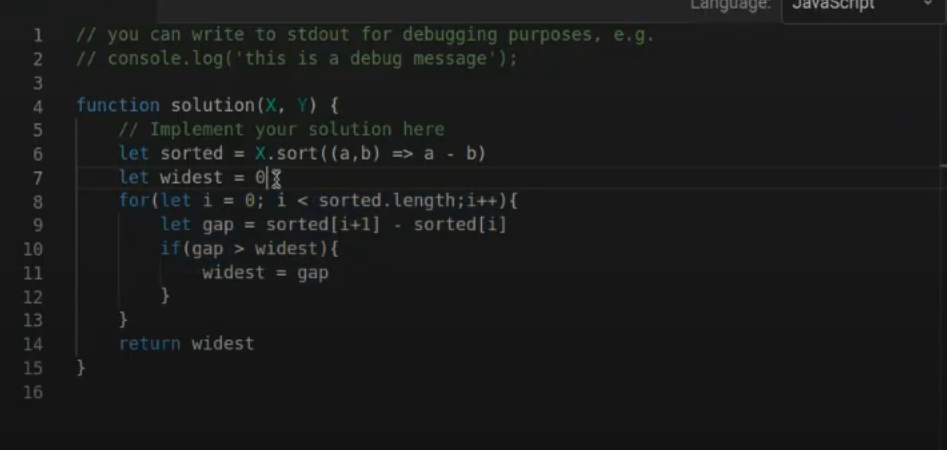 Language: JavaScript
1 // you can write to stdout for debugging purposes, e.g.
2 // console.log('this is a debug message');
3
4 function solution(X, Y) {
5 // Implement your solution here
6 let sorted = X.sort((a,b) => a - b)
7 let widest = 0
8 for(let i = 0; i < sorted.length;i++){
9 let gap = sorted[i+1] - sorted[i]
10 if(gap > widest){
11 widest = gap
12 }
13 }
14 return widest
15 }
16